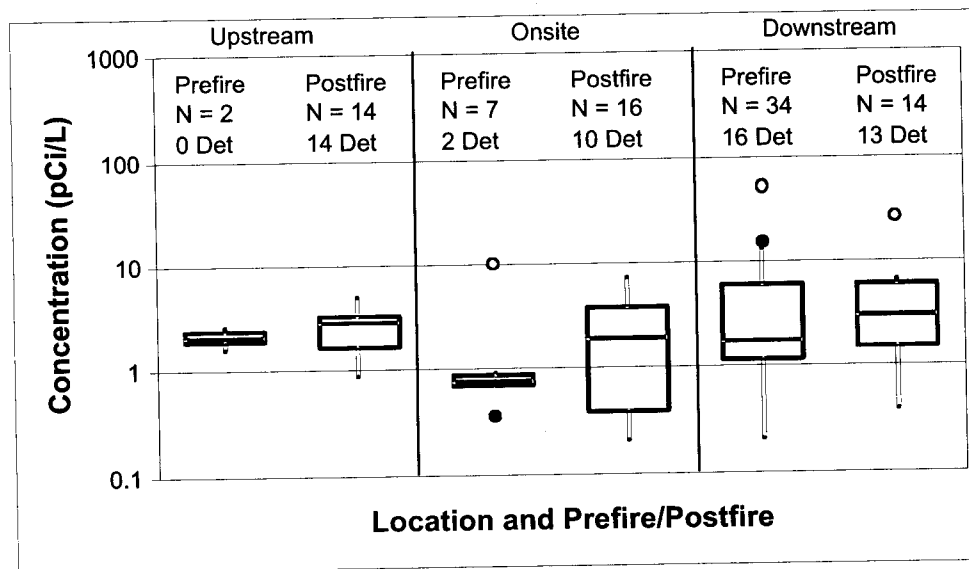 Upstream
Onsite
Downstream
Prefire
N = 2
0 Det
Postfire
N = 14
14 Det
Prefire
N = 7
2 Det
Postfire
N = 16
10 Det
Prefire
N = 34
16 Det
Postfire
N = 14
13 Det
1000
100
10
1
0.1
Concentration (pCi/L)
Location and Prefire/Postfire